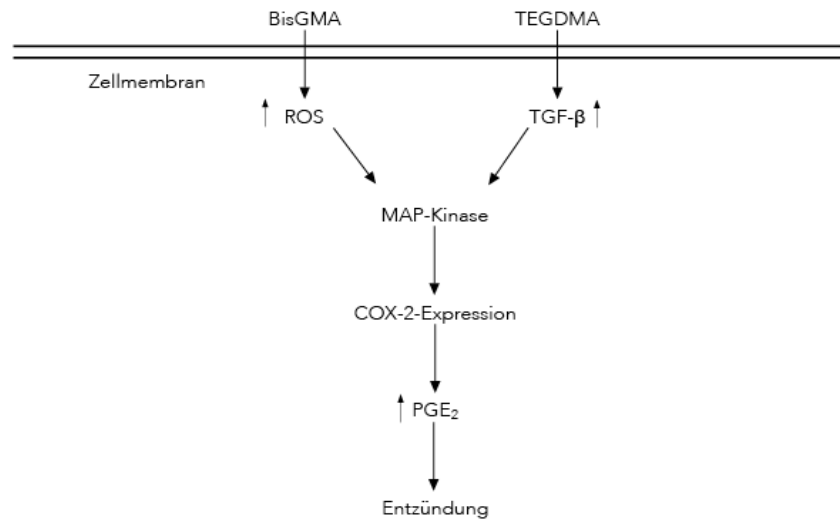 BisGMA TEGDMA
Zellmembran
ROS TGF-β
MAP-Kinase
COX-2-Expression
PGE₂
Entzündung